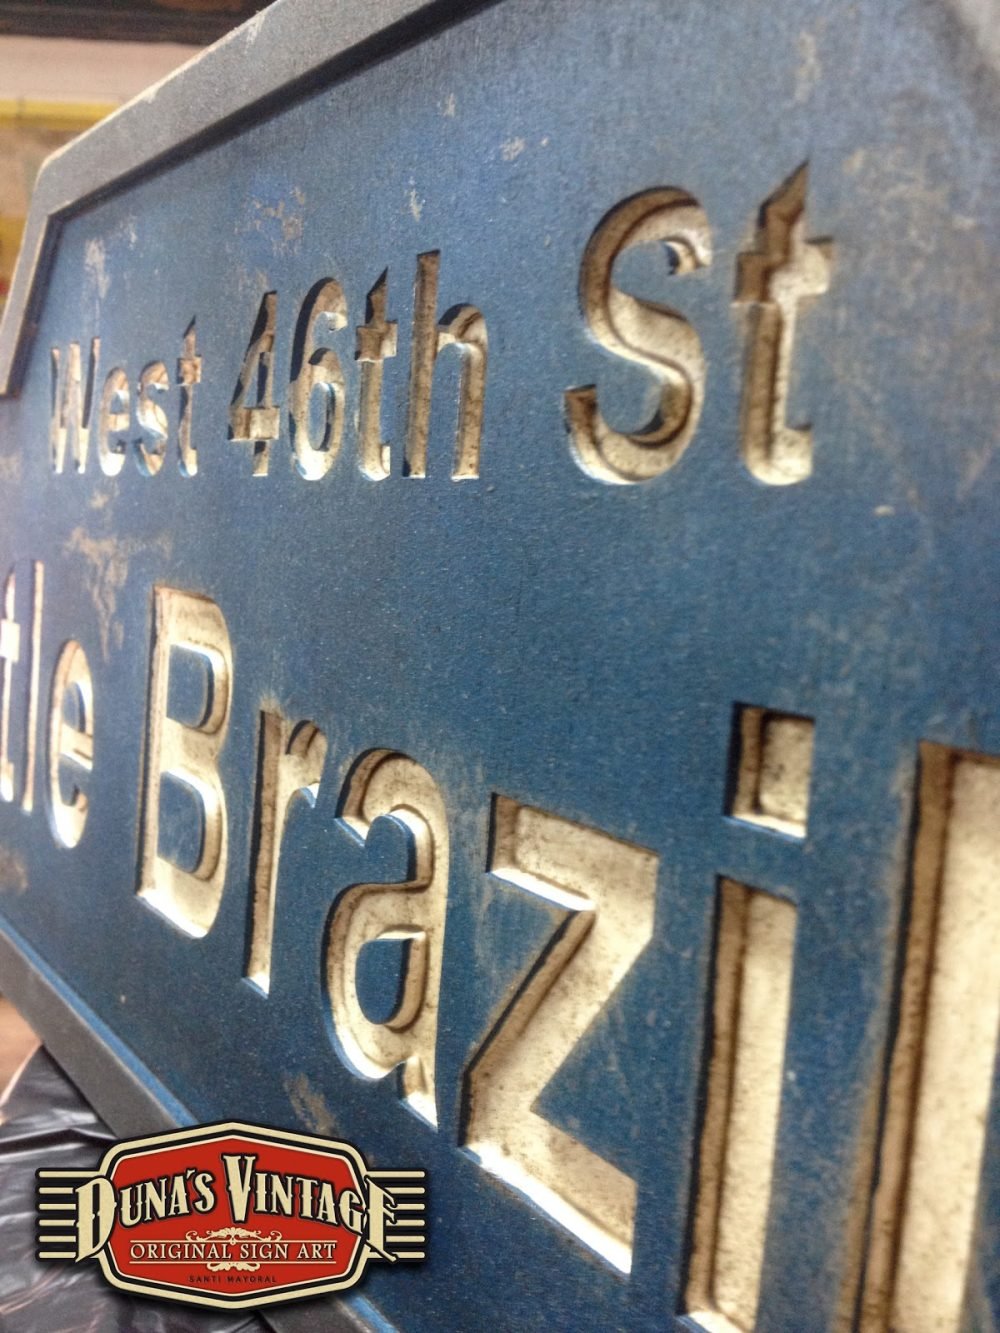 West 46th St
tle Brazil
DUNA´S VINTAGE
ORIGINAL SIGN ART
SANTI MAYORAL